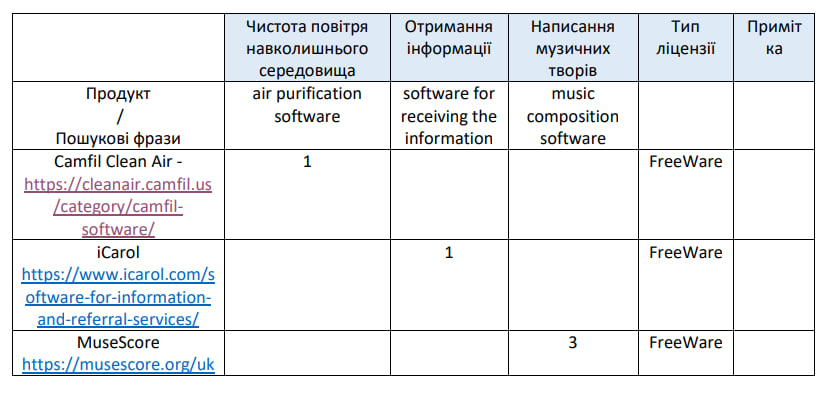 Чистота повітря навколишнього середовища
Отримання інформації
Написання музичних творів
Тип ліцензії
Приміт ка
Продукт / Пошукові фрази
air purification software
software for receiving the information
music composition software
Camfil Clean Air - https://cleanair.camfil.us/category/camfil-software/
1
FreeWare
iCarol https://www.icarol.com/software-for-information-and-referral-services/
1
FreeWare
MuseScore https://musescore.org/uk
3
FreeWare